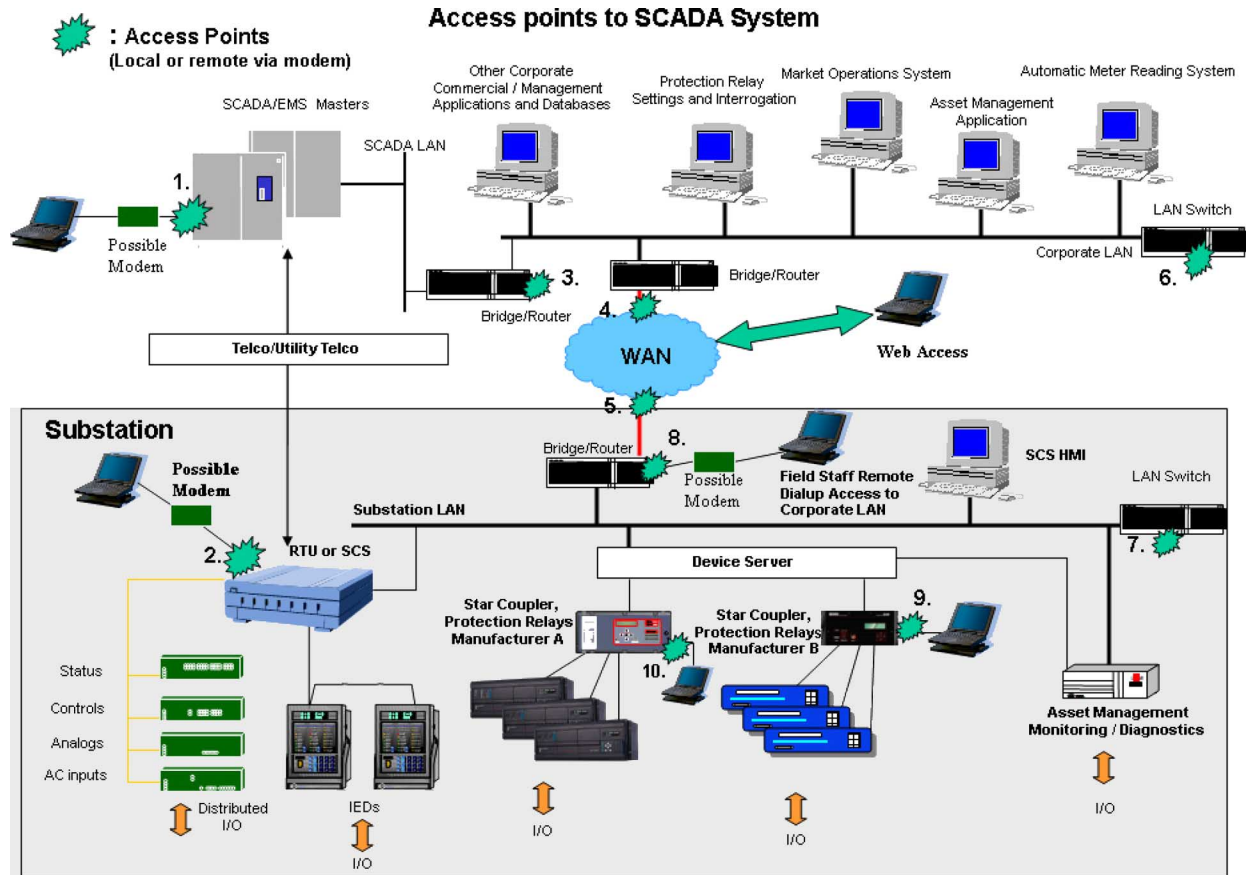 Access points to SCADA System
: Access Points
(Local or remote via modem)
SCADA/EMS Masters
SCADA LAN
Other Corporate
Commercial / Management
Applications and Databases
Protection Relay
Settings and Interrogation
Market Operations System
Asset Management
Application
Automatic Meter Reading System
1.
Possible
Modem
LAN Switch
Corporate LAN
6.
Bridge/Router
3.
Bridge/Router
4.
WAN
Web Access
Telco/Utility Telco
5.
Substation
Possible
Modem
Bridge/Router
8.
Possible
Modem
Field Staff Remote
Dialup Access to
Corporate LAN
SCS HMI
LAN Switch
7.
Substation LAN
2.
RTU or SCS
Device Server
Star Coupler,
Protection Relays
Manufacturer A
10.
Star Coupler,
Protection Relays
Manufacturer B
9.
Status
Controls
Analogs
AC inputs
Distributed
I/O
IEDs
I/O
I/O
I/O
Asset Management
Monitoring / Diagnostics
I/O